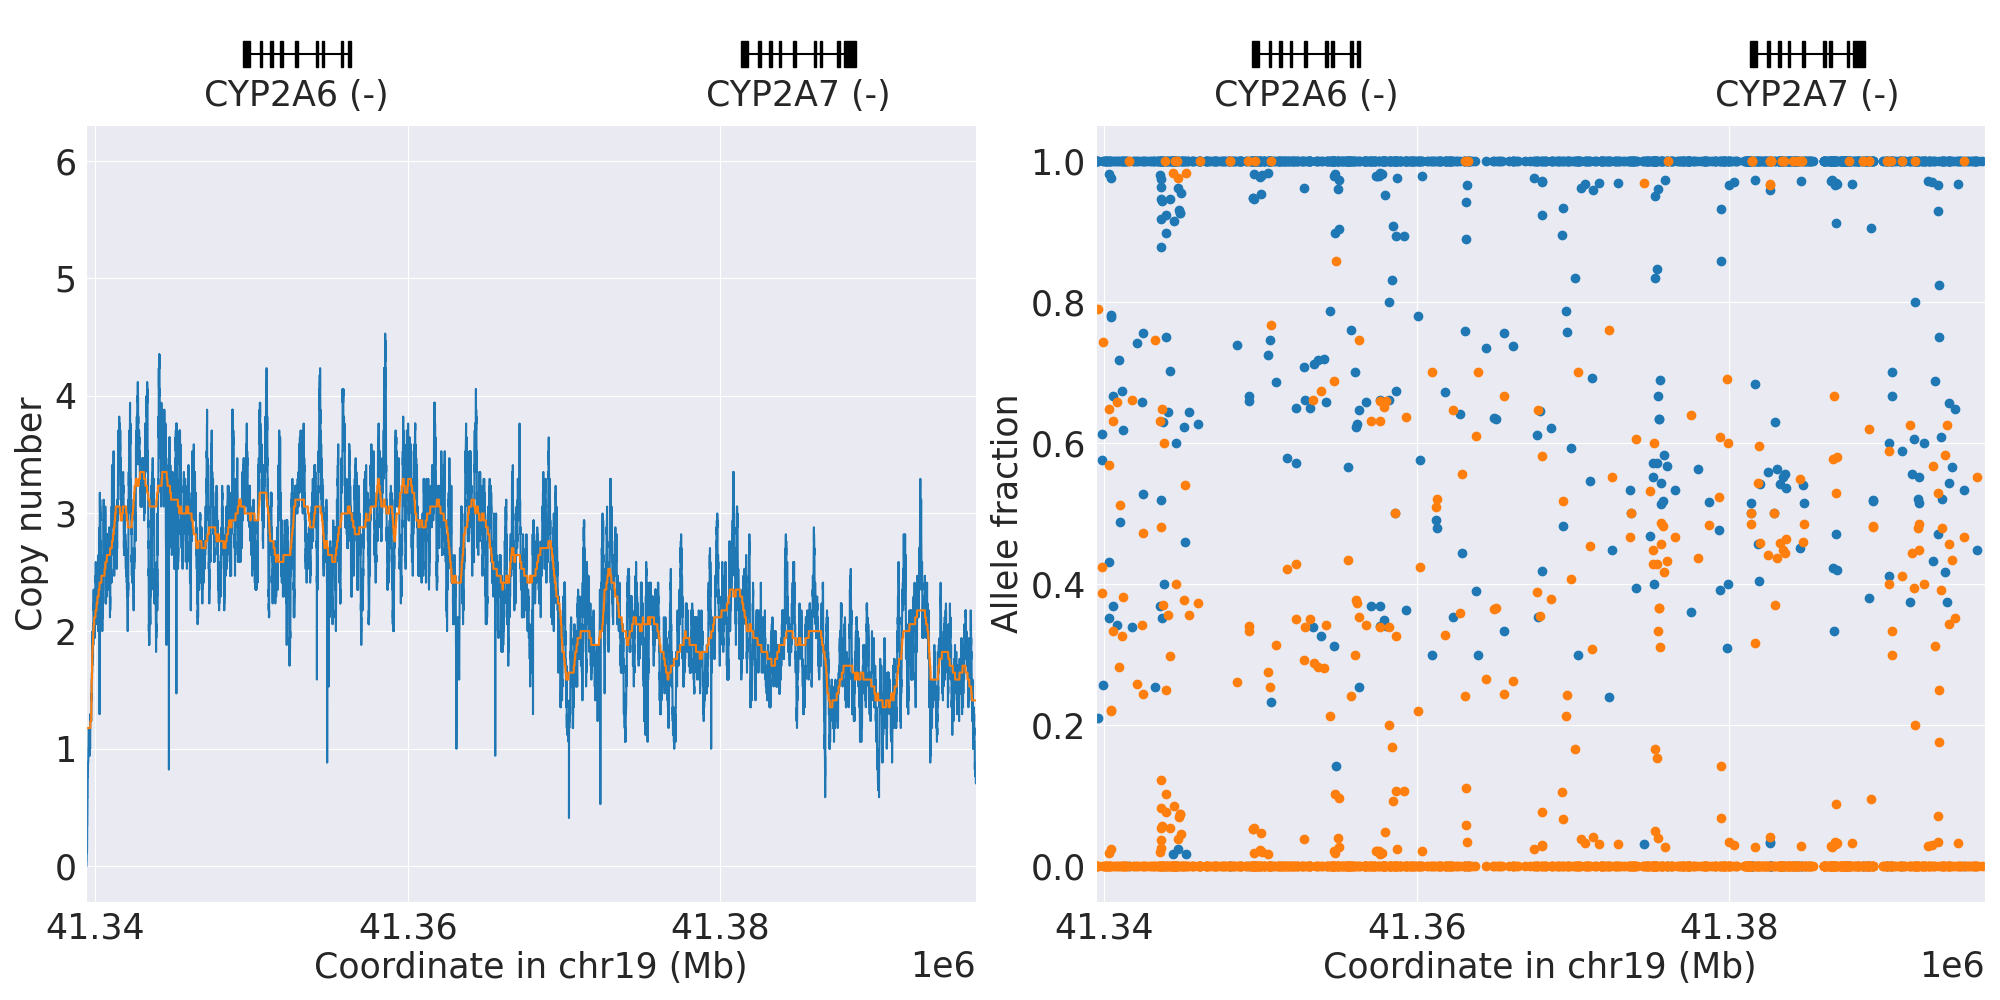 CYP2A6 (-)
CYP2A7 (-)
6
5
4
3
2
1
0
Copy number
41.34
41.36
41.38
Coordinate in chr19 (Mb)
1e6
CYP2A6 (-)
CYP2A7 (-)
1.0
0.8
0.6
0.4
0.2
0.0
Allele fraction
41.34
41.36
41.38
Coordinate in chr19 (Mb)
1e6